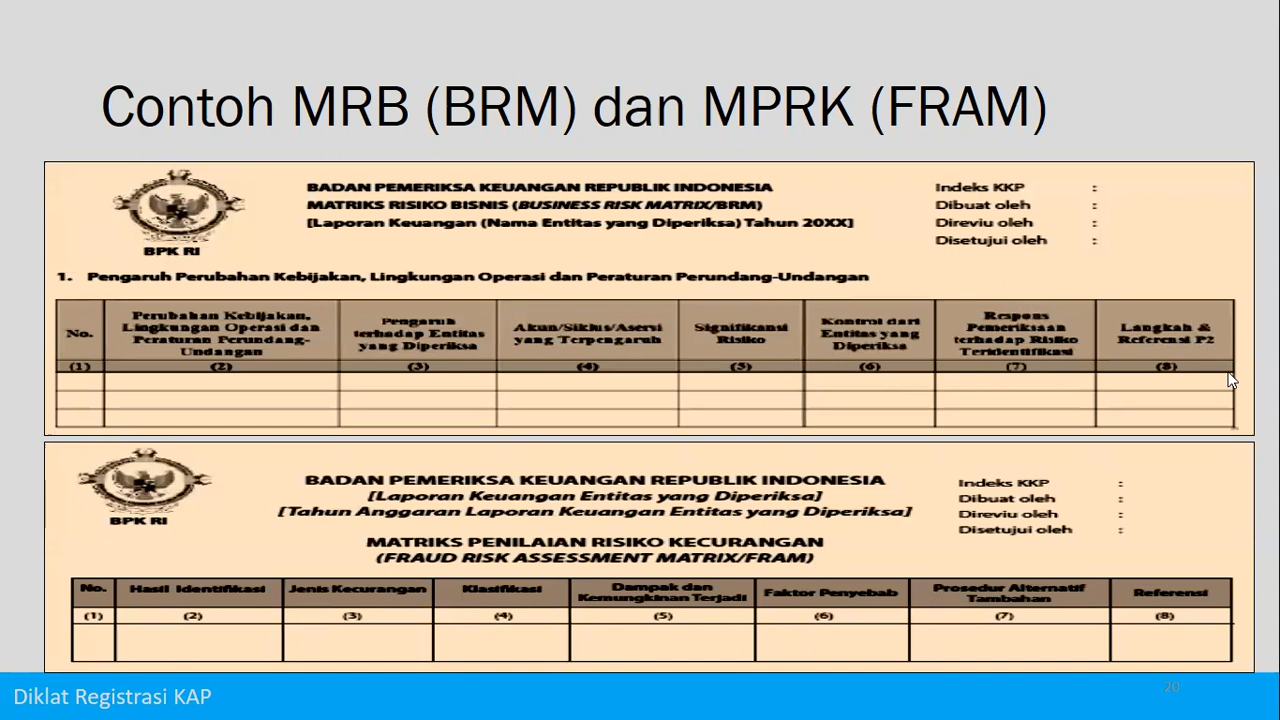 Contoh MRB (BRM) dan MPRK (FRAM)
BPK RI
BADAN PEMERIKSA KEUANGAN REPUBLIK INDONESIA
MATRIKS RISIKO BISNIS (BUSINESS RISK MATRIX/BRM)
[Laporan Keuangan (Nama Entitas yang Diperiksa) Tahun 20XX]
Indeks KKP :
Dibuat oleh :
Direviu oleh :
Disetujui oleh :
1. Pengaruh Perubahan Kebijakan, Lingkungan Operasi dan Peraturan Perundang-Undangan
No.
Perubahan Kebijakan,
Lingkungan Operasi dan
Peraturan Perundang-
Undangan
Pengaruh
terhadap Entitas
yang Diperiksa
Akun/Siklus/Asersi
yang Terpengaruh
Signifikansi
Risiko
Kontrol dari
Entitas yang
Diperiksa
Respons
Pemeriksaan
terhadap Risiko
Teridentifikasi
Langkah &
Referensi P2
(1) (2) (3) (4) (5) (6) (7) (8)
BPK RI
BADAN PEMERIKSA KEUANGAN REPUBLIK INDONESIA
[Laporan Keuangan Entitas yang Diperiksa]
[Tahun Anggaran Laporan Keuangan Entitas yang Diperiksa]
MATRIKS PENILAIAN RISIKO KECURANGAN
(FRAUD RISK ASSESSMENT MATRIX/FRAM)
Indeks KKP :
Dibuat oleh :
Direviu oleh :
Disetujui oleh :
No.
Hasil Identifikasi
Jenis Kecurangan
Klasifikasi
Dampak dan
Kemungkinan Terjadi
Faktor Penyebab
Prosedur Alternatif
Tambahan
Referensi
(1) (2) (3) (4) (5) (6) (7) (8)
Diklat Registrasi KAP
20